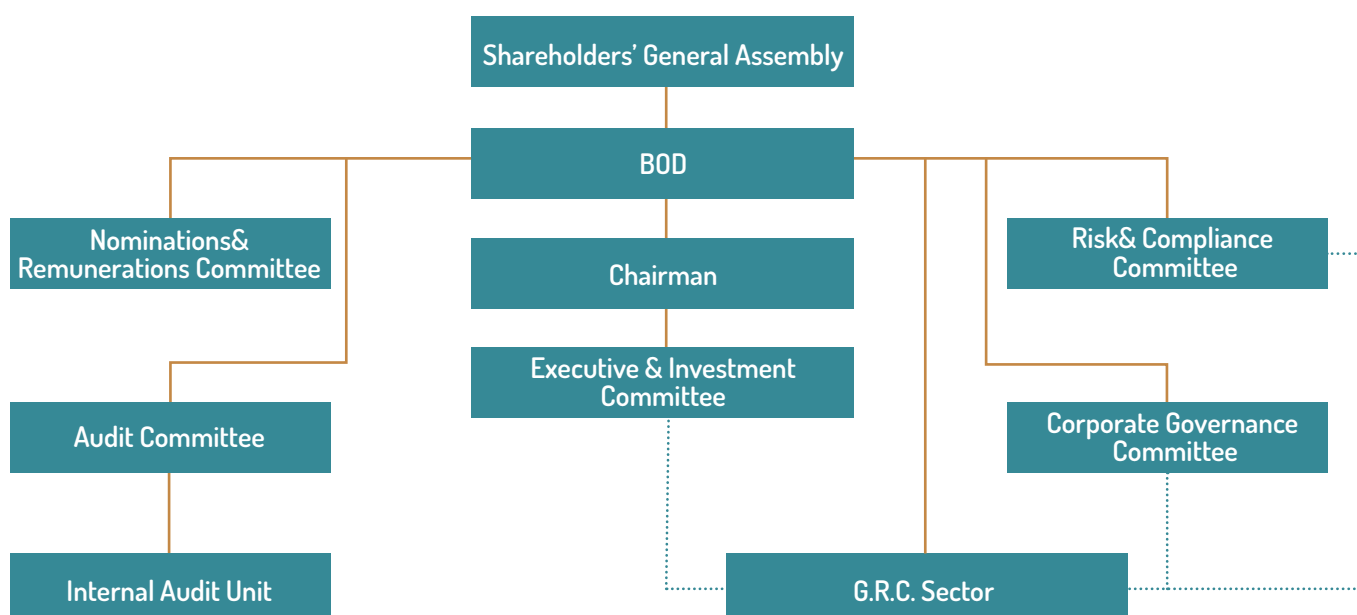 Shareholders' General Assembly
BOD
Nominations&
Remunerations Committee
Chairman
Risk& Compliance
Committee
Executive & Investment
Committee
Audit Committee
Corporate Governance
Committee
Internal Audit Unit
G.R.C. Sector